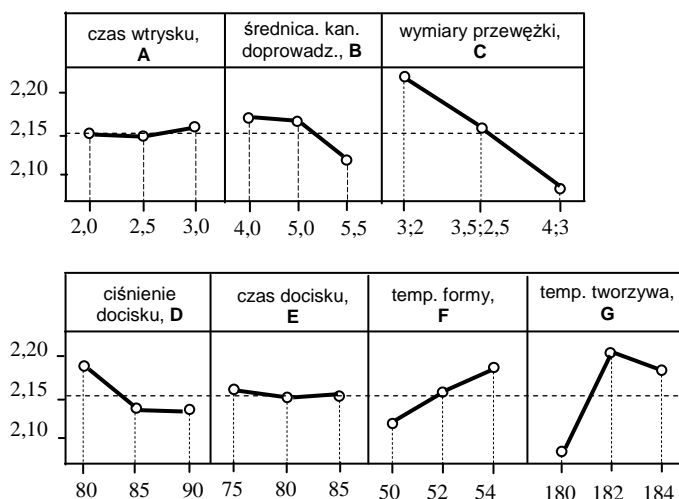 czas wtrysku,
A
średnica. kan.
doprowadz., B
wymiary przewężki,
C
2,20
2,15
2,10
2,0 2,5 3,0 4,0 5,0 5,5 3;2 3,5;2,5 4;3
ciśnienie
docisku, D
czas docisku,
E
temp. formy,
F
temp. tworzywa,
G
2,20
2,15
2,10
80 85 90 75 80 85 50 52 54 180 182 184